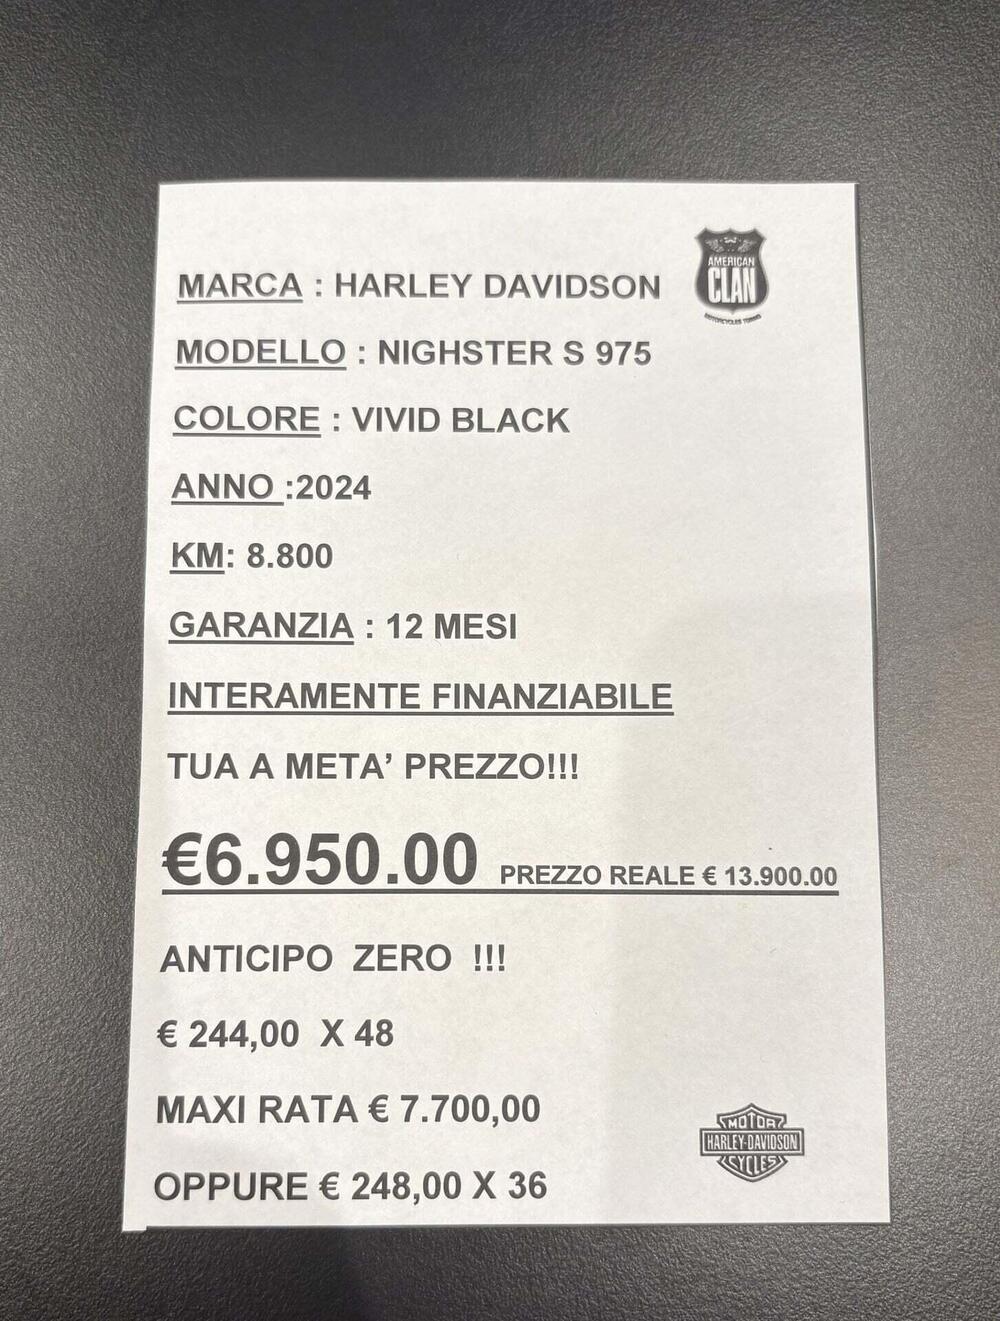 MARCA : HARLEY DAVIDSON
AMERICAN
CLAN
MOTORCYCLES TORINO
MODELLO : NIGHSTER S 975
COLORE : VIVID BLACK
ANNO :2024
KM: 8.800
GARANZIA : 12 MESI
INTERAMENTE FINANZIABILE
TUA A META’ PREZZO!!!
€6.950.00 PREZZO REALE € 13.900.00
ANTICIPO ZERO !!!
€ 244,00 X 48
MAXI RATA € 7.700,00
MOTOR
HARLEY-DAVIDSON
CYCLES
OPPURE € 248,00 X 36